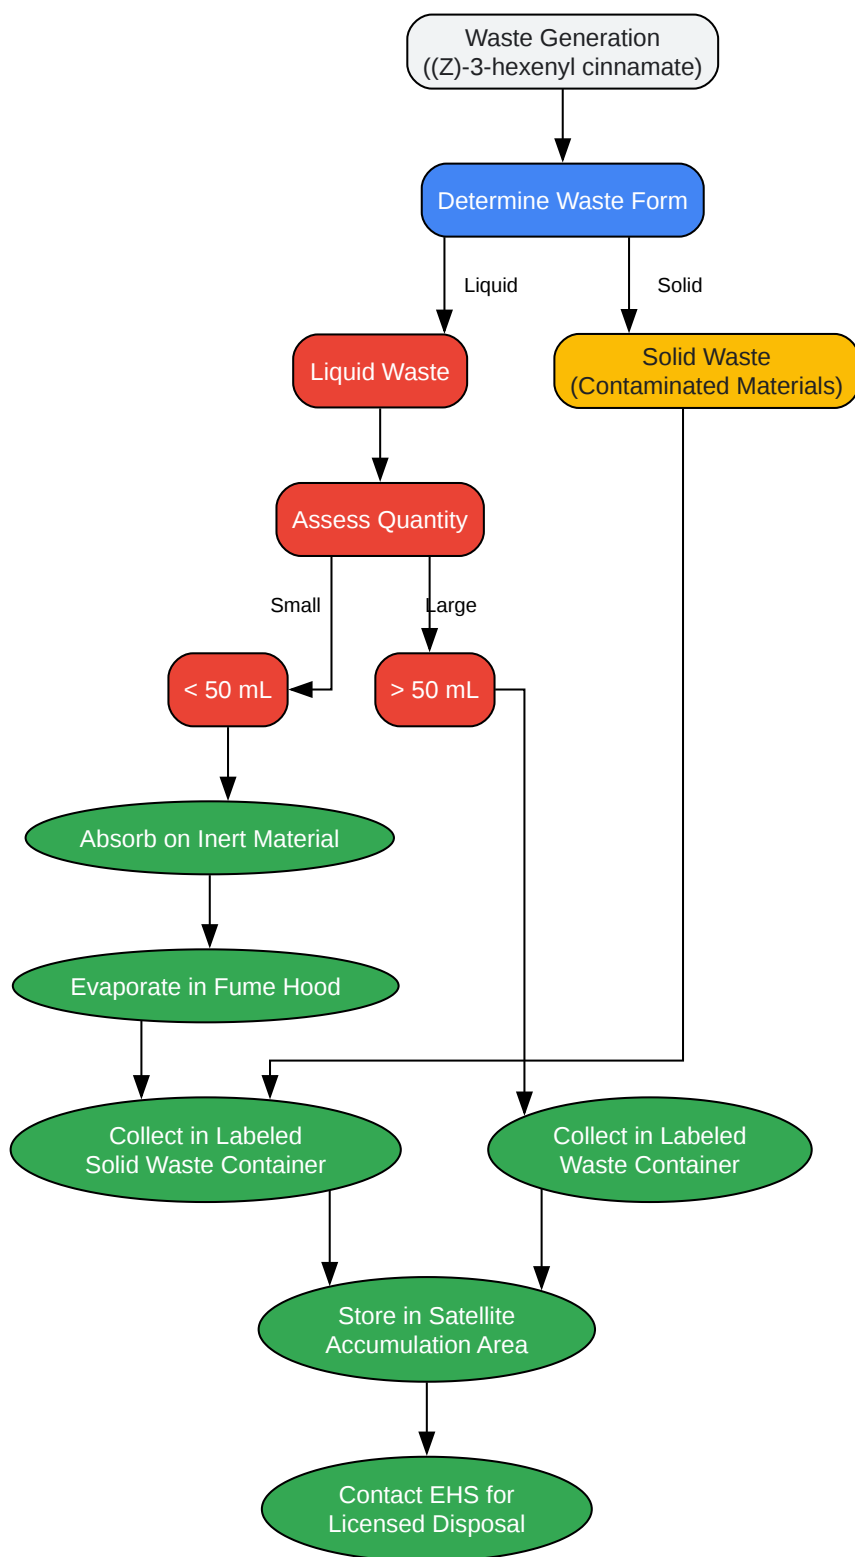 Waste Generation
((Z)-3-hexenyl cinnamate)
Determine Waste Form
Liquid
Solid
Liquid Waste
Solid Waste
(Contaminated Materials)
Assess Quantity
Small
Large
< 50 mL
> 50 mL
Absorb on Inert Material
Evaporate in Fume Hood
Collect in Labeled
Solid Waste Container
Collect in Labeled
Waste Container
Store in Satellite
Accumulation Area
Contact EHS for
Licensed Disposal